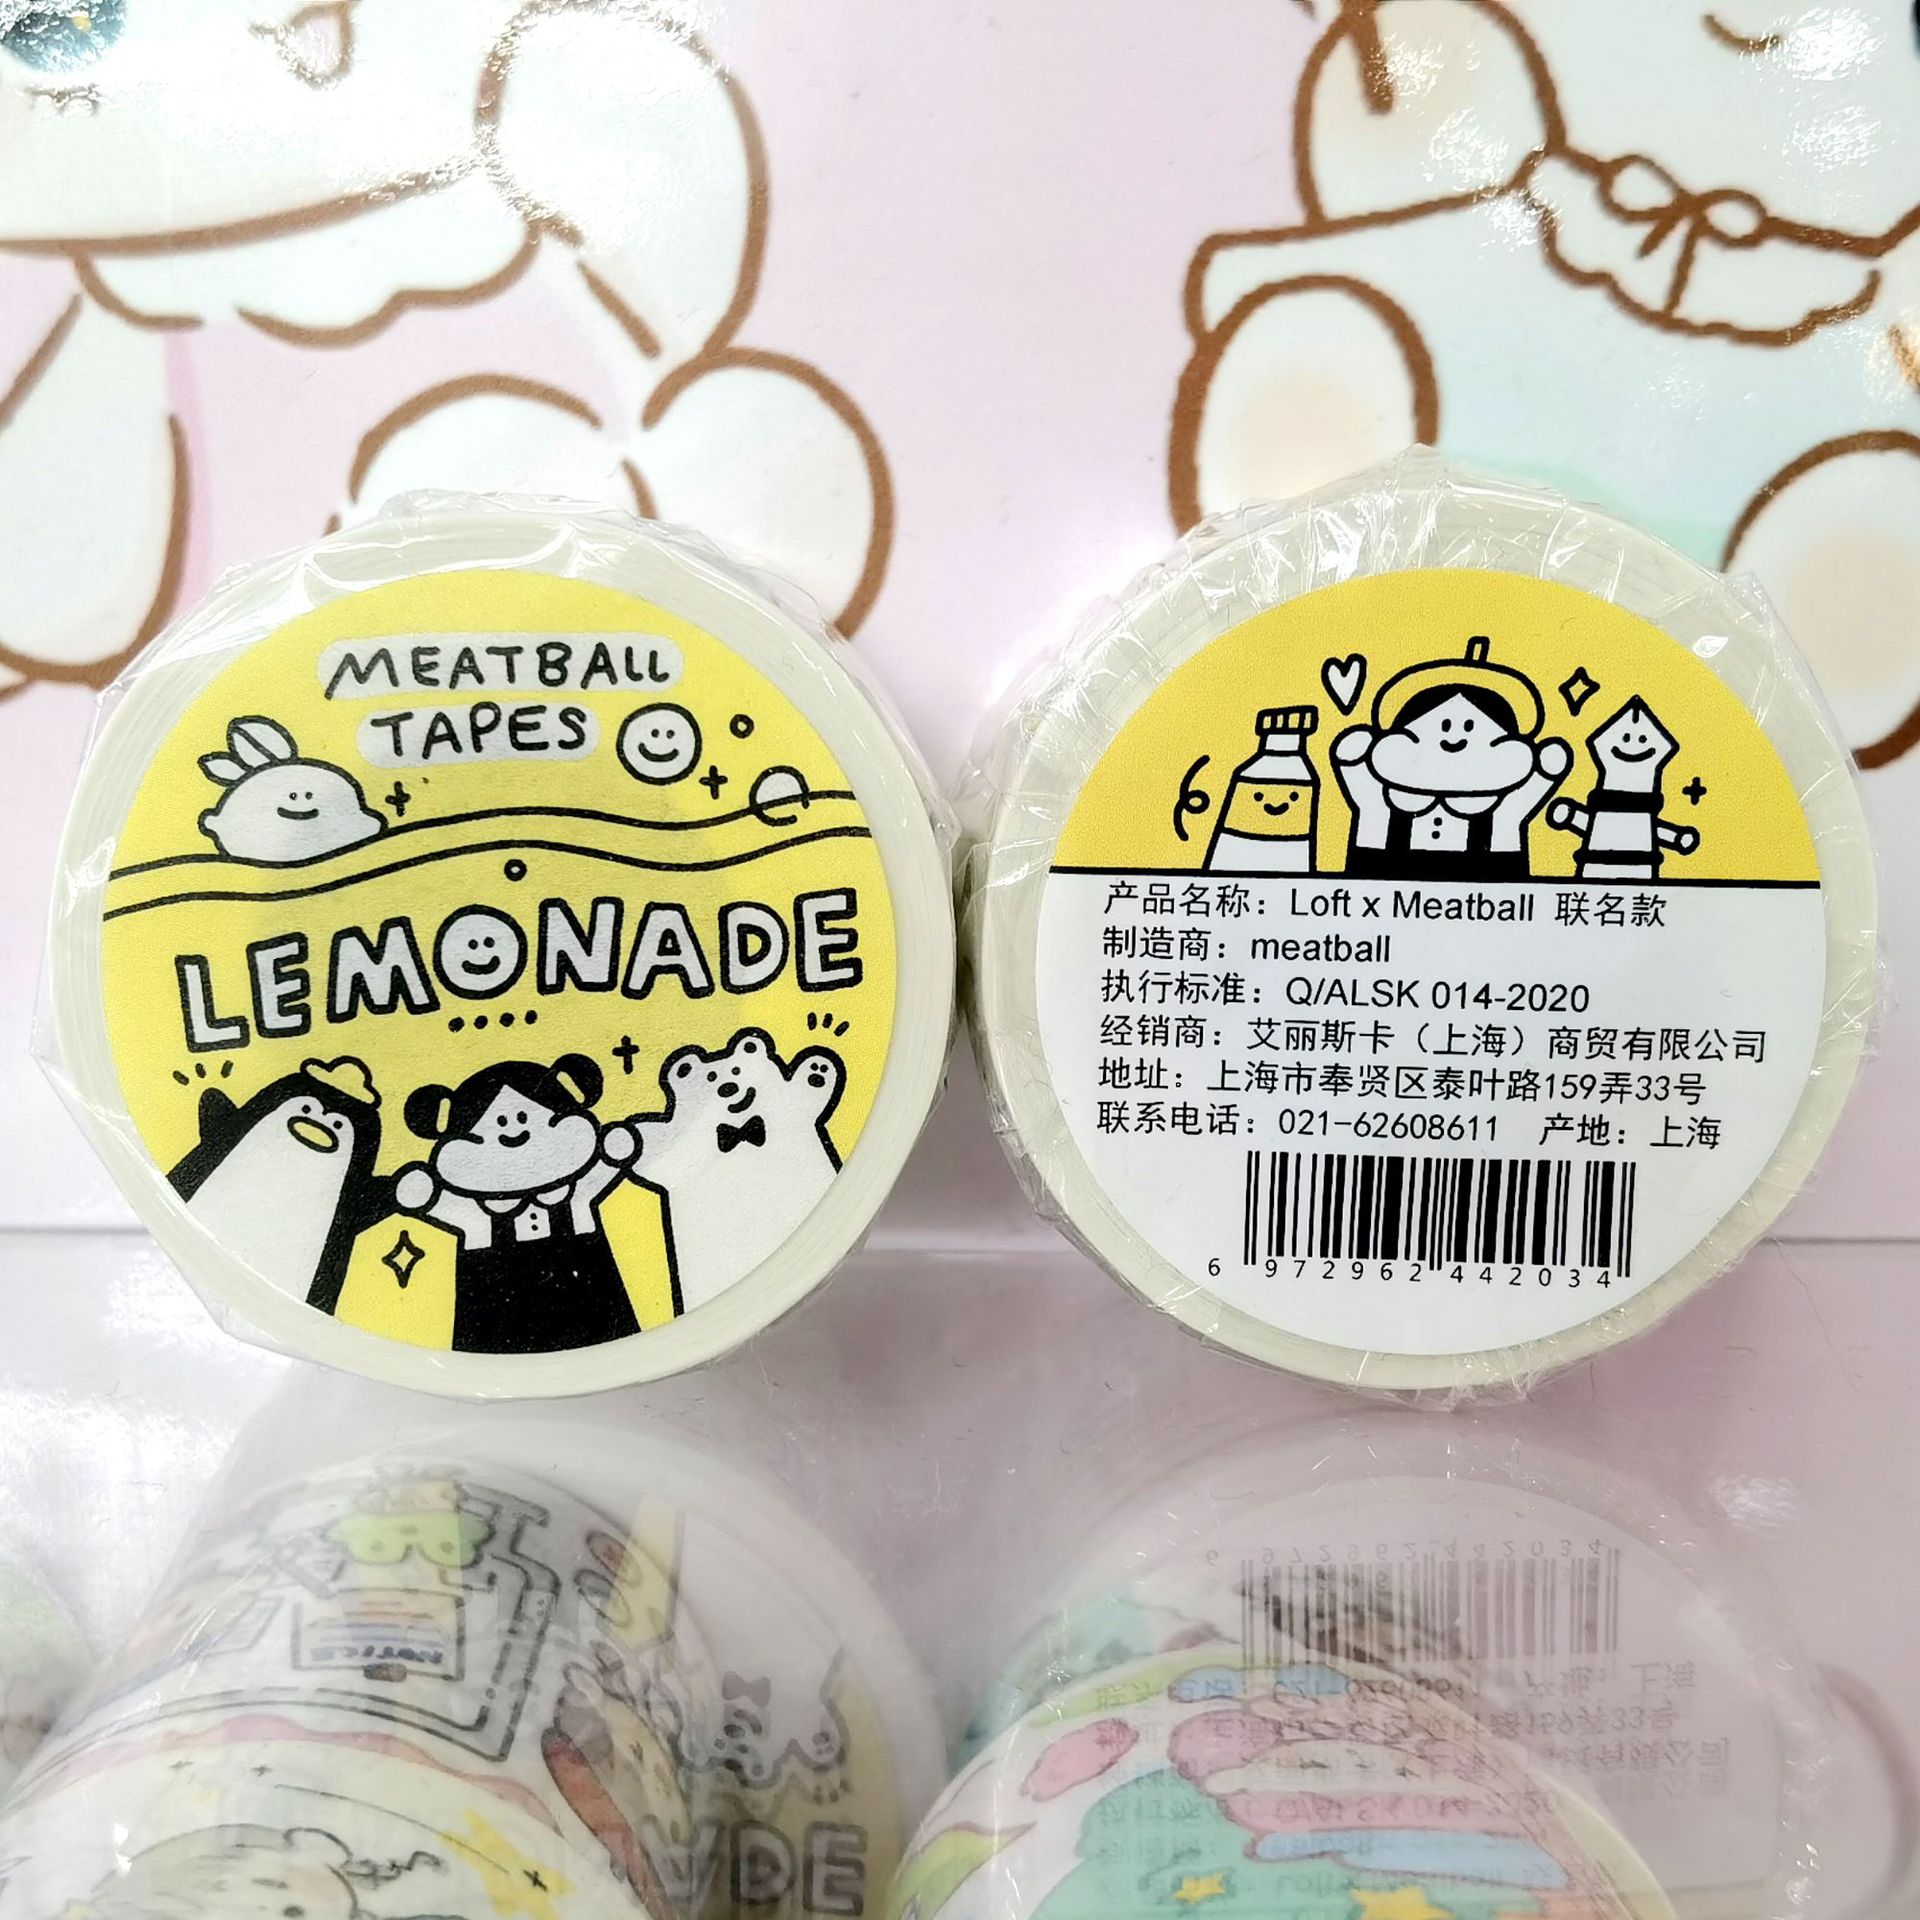 MEATBALL
TAPES
LEMONADE
产品名称：Loft x Meatball 联名款
制造商：meatball
执行标准：Q/ALSK 014-2020
经销商：艾丽斯卡（上海）商贸有限公司
地址：上海市奉贤区泰叶路159弄33号
联系电话：021-62608611 产地：上海
6 972962 442034
NOTICE